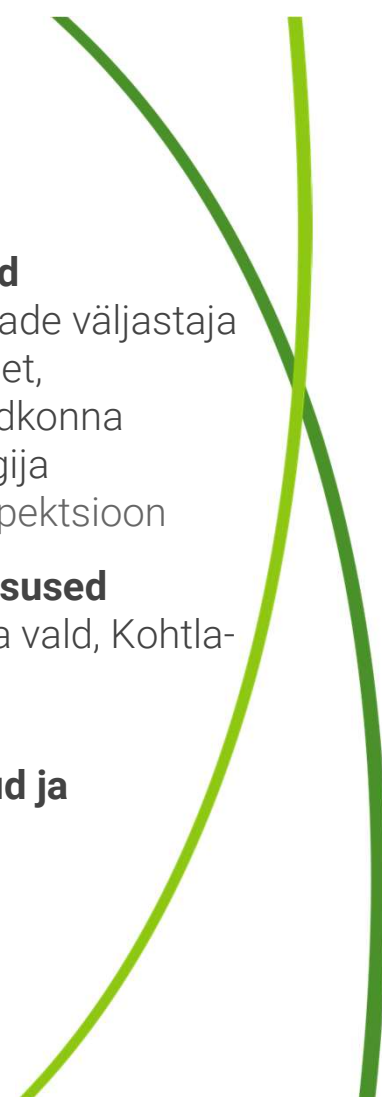 d
ade väljastaja
et,
dkonna
gija
pektsioon
sused
a vald, Kohtla-
ud ja